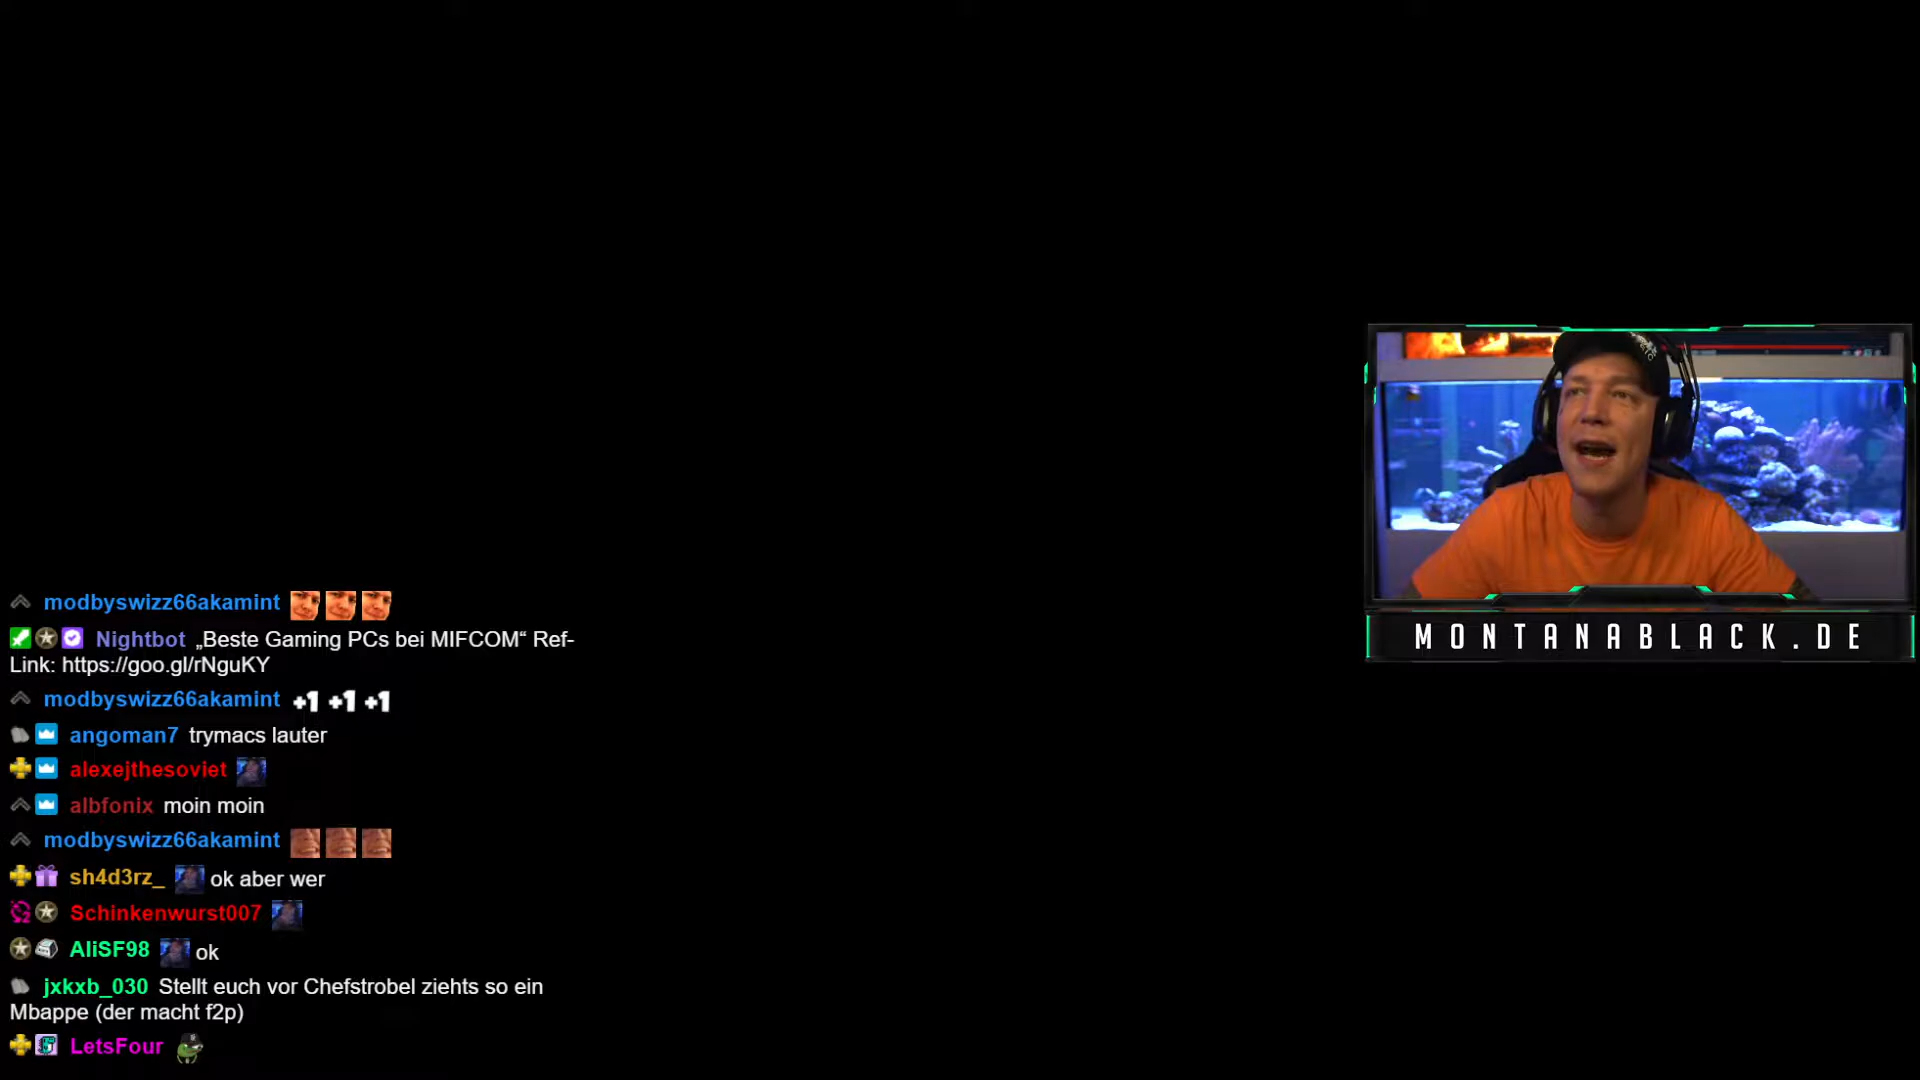 modbyswizz66akamint
Nightbot „Beste Gaming PCs bei MIFCOM“ Ref-
Link: https://goo.gl/rNguKY
modbyswizz66akamint +1 +1 +1
angoman7 trymacs lauter
alexejthesoviet
albfonix moin moin
modbyswizz66akamint
sh4d3rz_ ok aber wer
Schinkenwurst007
AliSF98 ok
jxkxb_030 Stellt euch vor Chefstrobel ziehts so ein
Mbappe (der macht f2p)
LetsFour
MONTANABLACK.DE